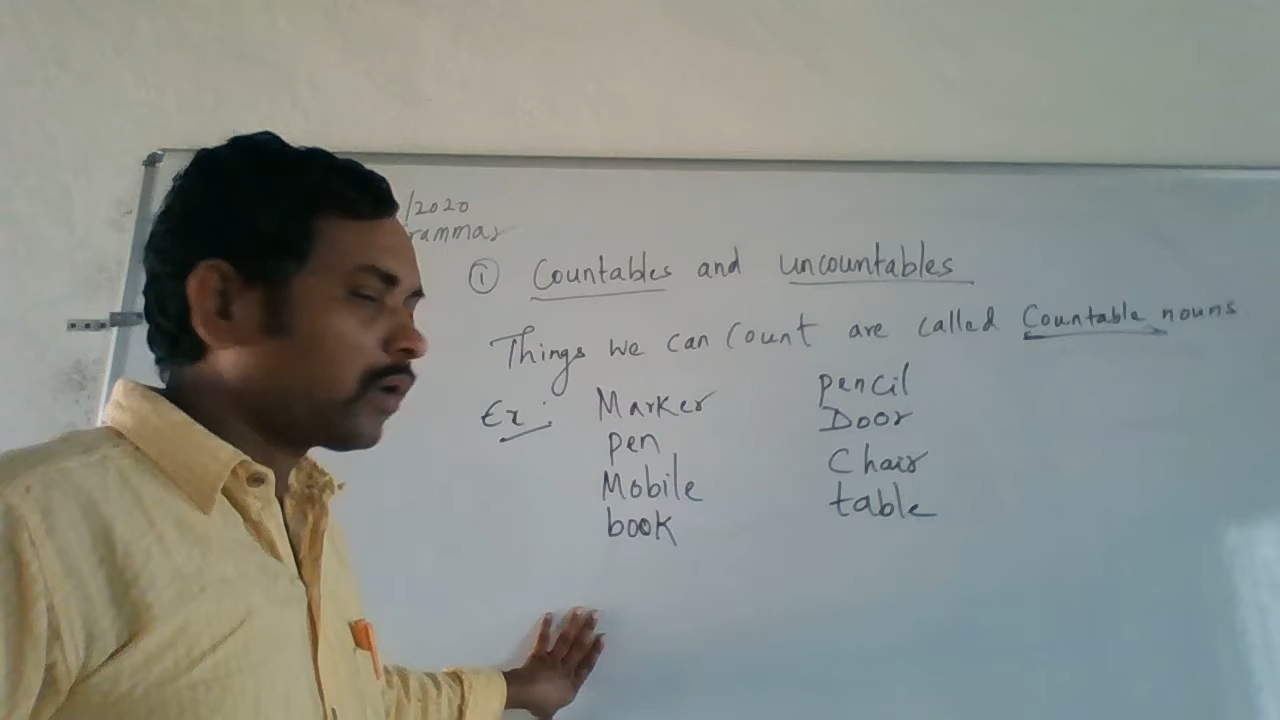 /2020
rammar
① Countables and uncountables
Things we can Count are called Countable nouns
Ex: Marker pencil
pen Door
Mobile Chair
book table